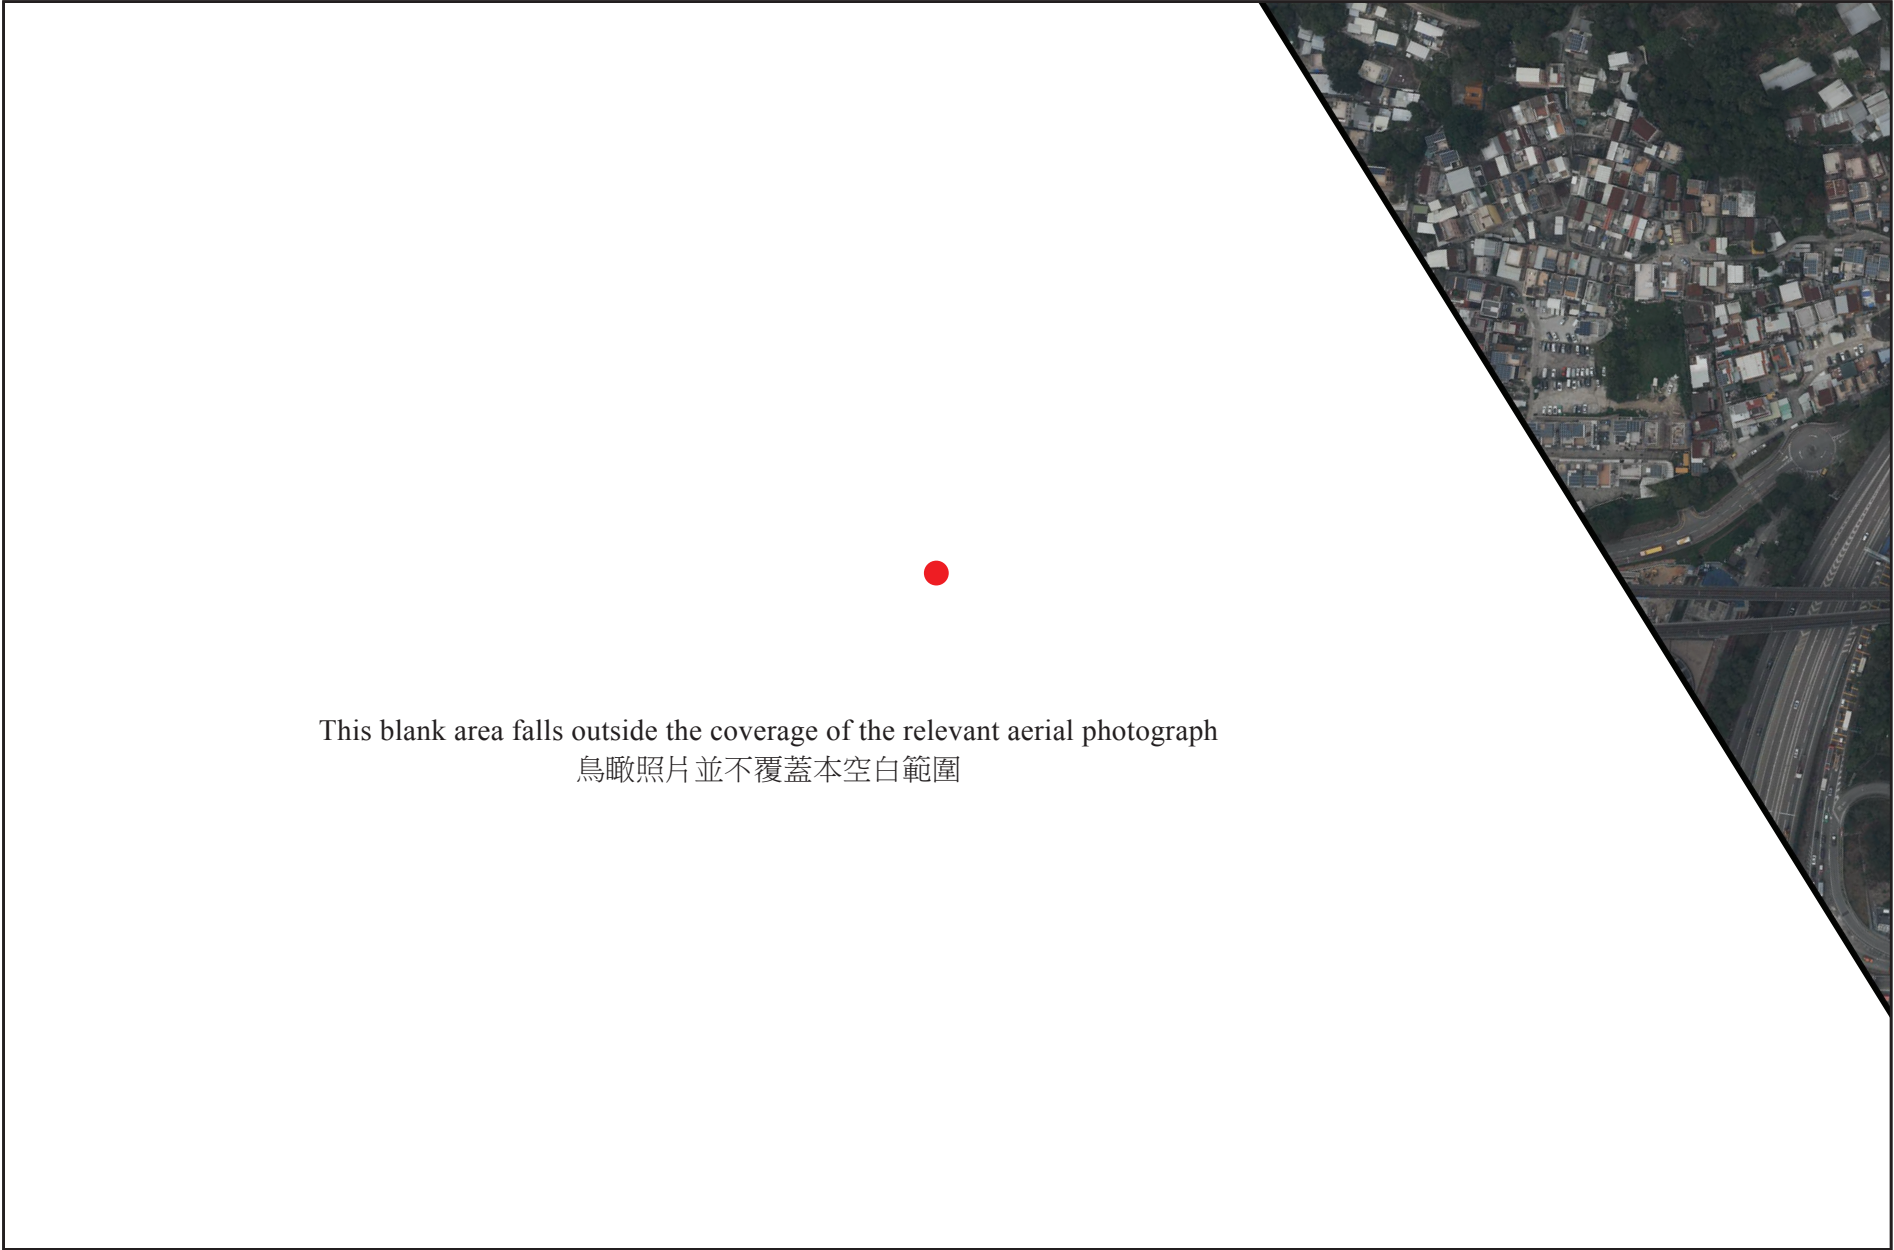 This blank area falls outside the coverage of the relevant aerial photograph
鳥瞰照片並不覆蓋本空白範圍